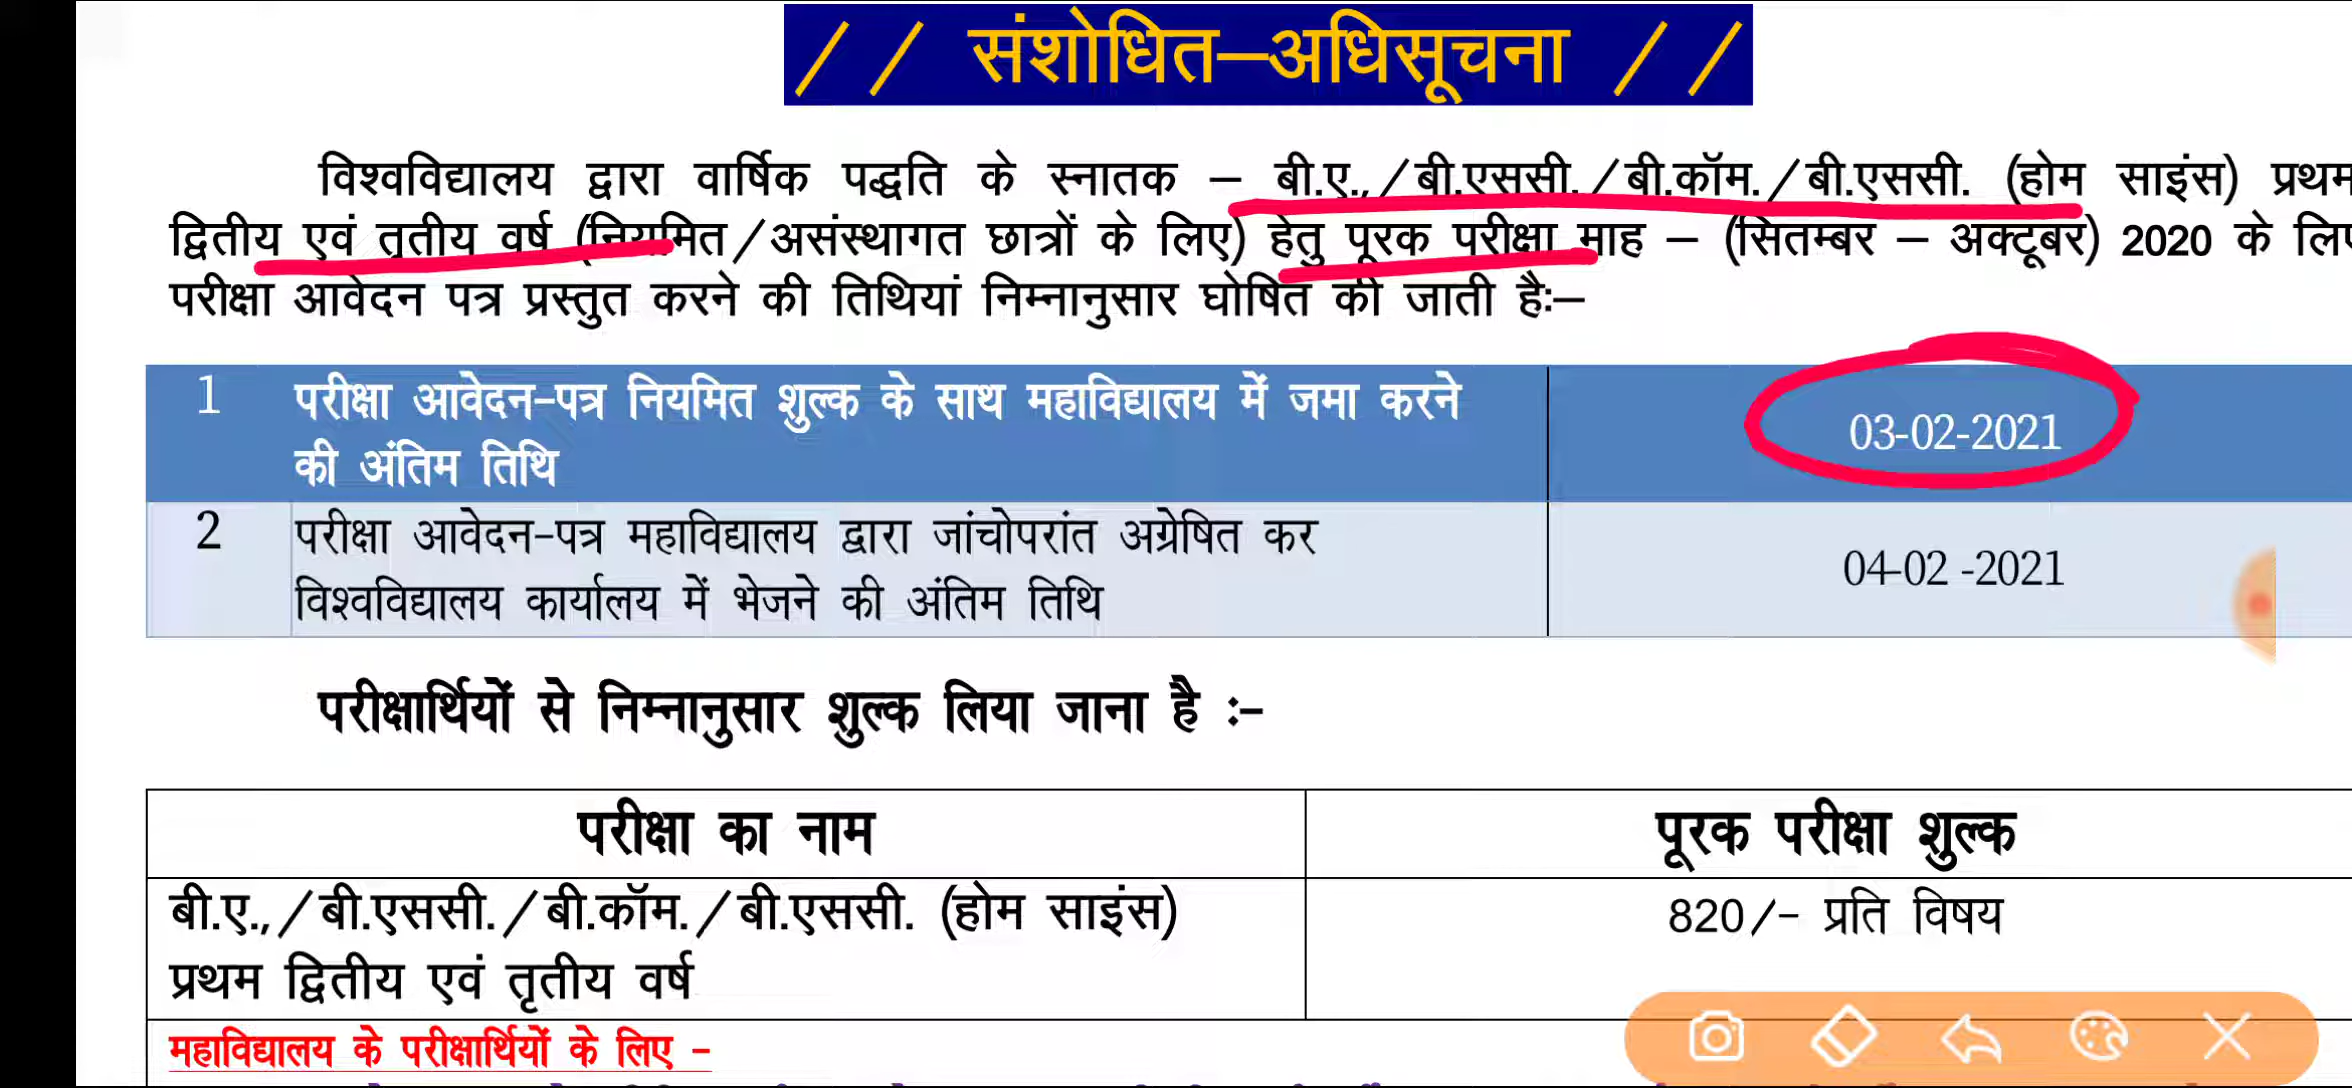 // संशोधित–अधिसूचना //
विश्वविद्यालय द्वारा वार्षिक पद्धति के स्नातक – बी.ए.,/बी.एससी./बी.कॉम./बी.एससी. (होम साइंस) प्रथम
द्वितीय एवं तृतीय वर्ष (नियमित/असंस्थागत छात्रों के लिए) हेतु पूरक परीक्षा माह – (सितम्बर – अक्टूबर) 2020 के
परीक्षा आवेदन पत्र प्रस्तुत करने की तिथियां निम्नानुसार घोषित की जाती हैः–
1 परीक्षा आवेदन-पत्र नियमित शुल्क के साथ महाविद्यालय में जमा करने
की अंतिम तिथि
03-02-2021
2 परीक्षा आवेदन-पत्र महाविद्यालय द्वारा जांचोपरांत अग्रेषित कर
विश्वविद्यालय कार्यालय में भेजने की अंतिम तिथि
04-02 -2021
परीक्षार्थियों से निम्नानुसार शुल्क लिया जाना है :-
परीक्षा का नाम
पूरक परीक्षा शुल्क
बी.ए.,/बी.एससी./बी.कॉम./बी.एससी. (होम साइंस)
820/- प्रति विषय
प्रथम द्वितीय एवं तृतीय वर्ष
महाविद्यालय के परीक्षार्थियों के लिए -